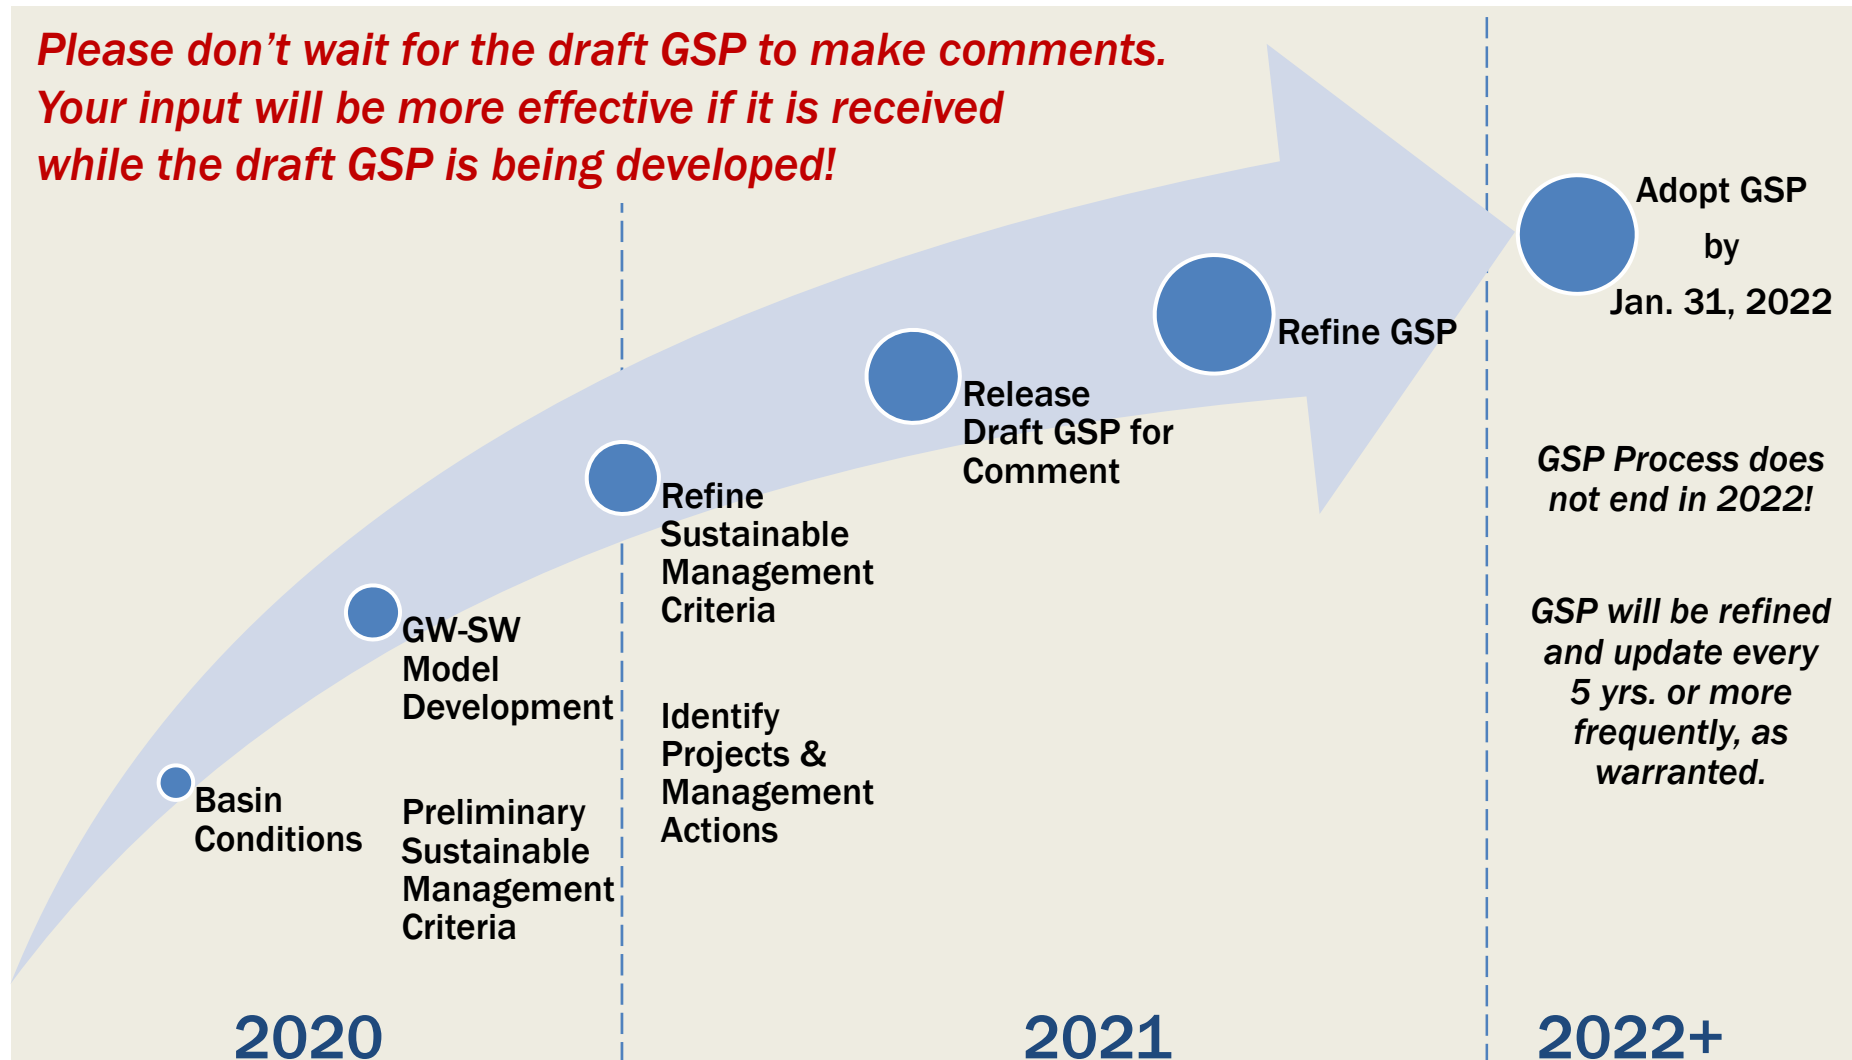 Please don’t wait for the draft GSP to make comments.
Your input will be more effective if it is received
while the draft GSP is being developed!
Basin
Conditions
GW-SW
Model
Development
Preliminary
Sustainable
Management
Criteria
Refine
Sustainable
Management
Criteria
Identify
Projects &
Management
Actions
Release
Draft GSP for
Comment
Refine GSP
Adopt GSP
by
Jan. 31, 2022
GSP Process does
not end in 2022!
GSP will be refined
and update every
5 yrs. or more
frequently, as
warranted.
2020
2021
2022+